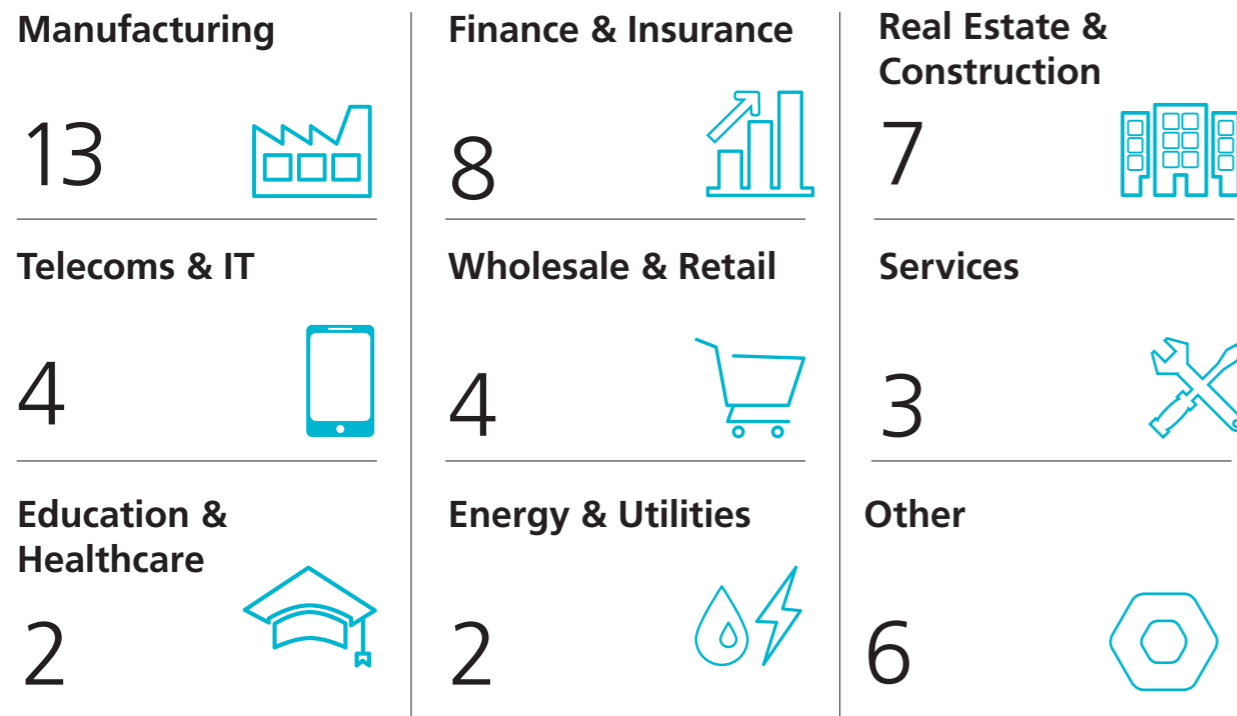 Manufacturing
13
Finance & Insurance
8
Real Estate &
Construction
7
Telecoms & IT
4
Wholesale & Retail
4
Services
3
Education &
Healthcare
2
Energy & Utilities
2
Other
6